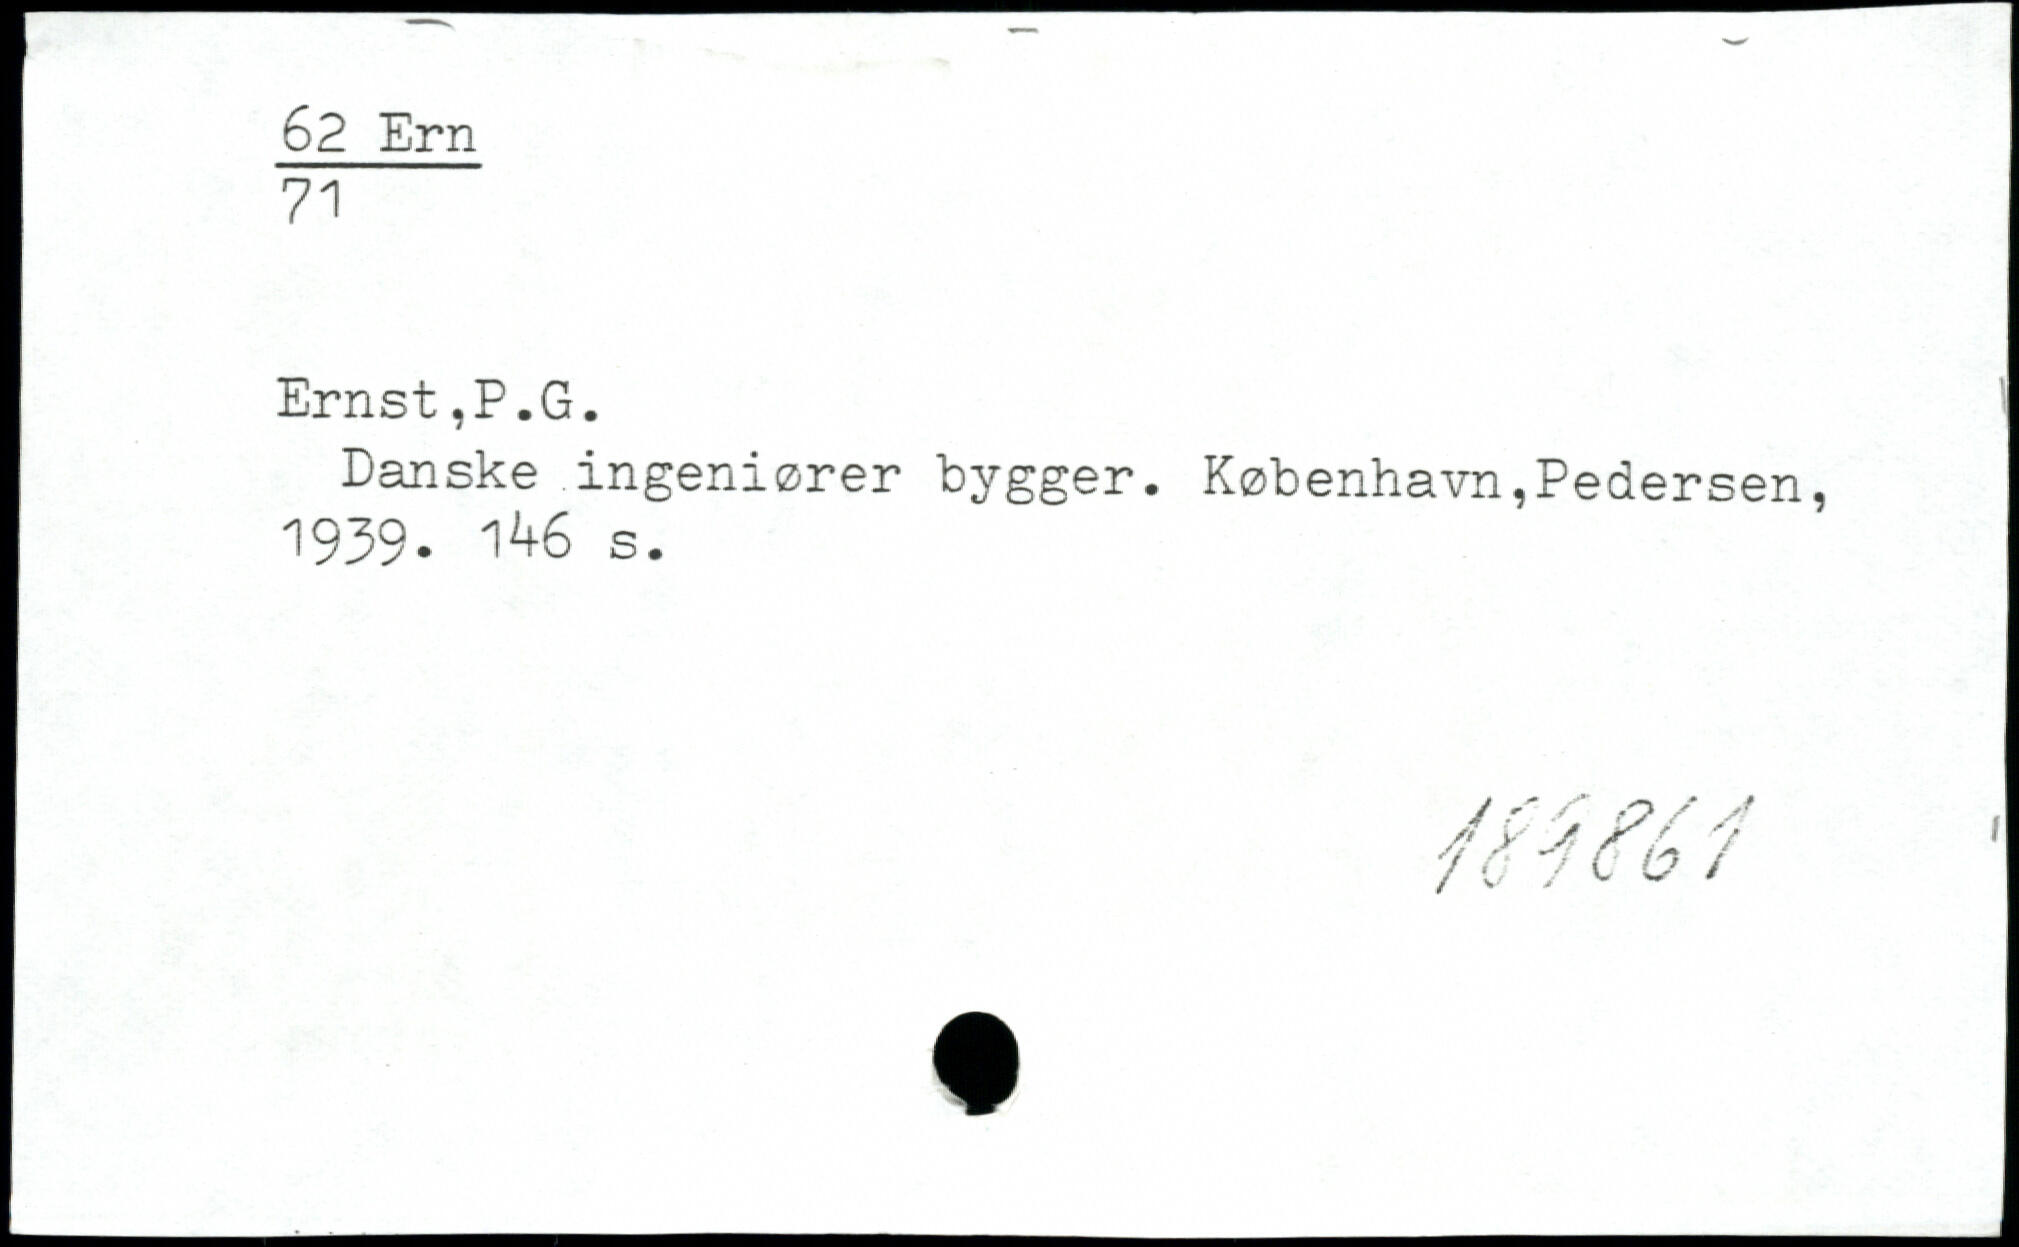 62 Ern
71
Ernst,P.G.
Danske ingeniører bygger. København,Pedersen,
1939. 146 s.
189861